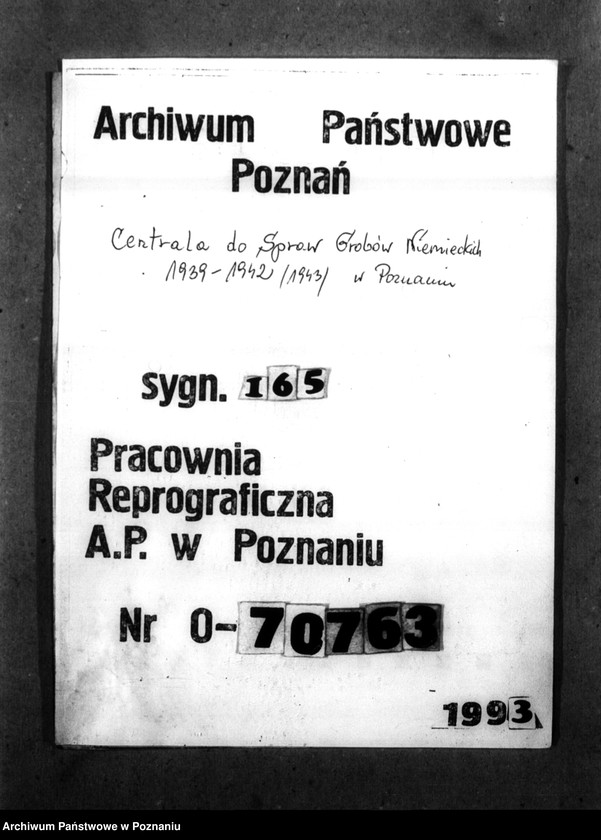 Archiwum Państwowe
Poznań
Centrala do Spraw Grobów Niemieckich
1939-1942 /1943/ w Poznaniu
sygn. 165
Pracownia
Reprograficzna
A.P. w Poznaniu
Nr 0-70763
1993
Archiwum Państwowe w Poznaniu